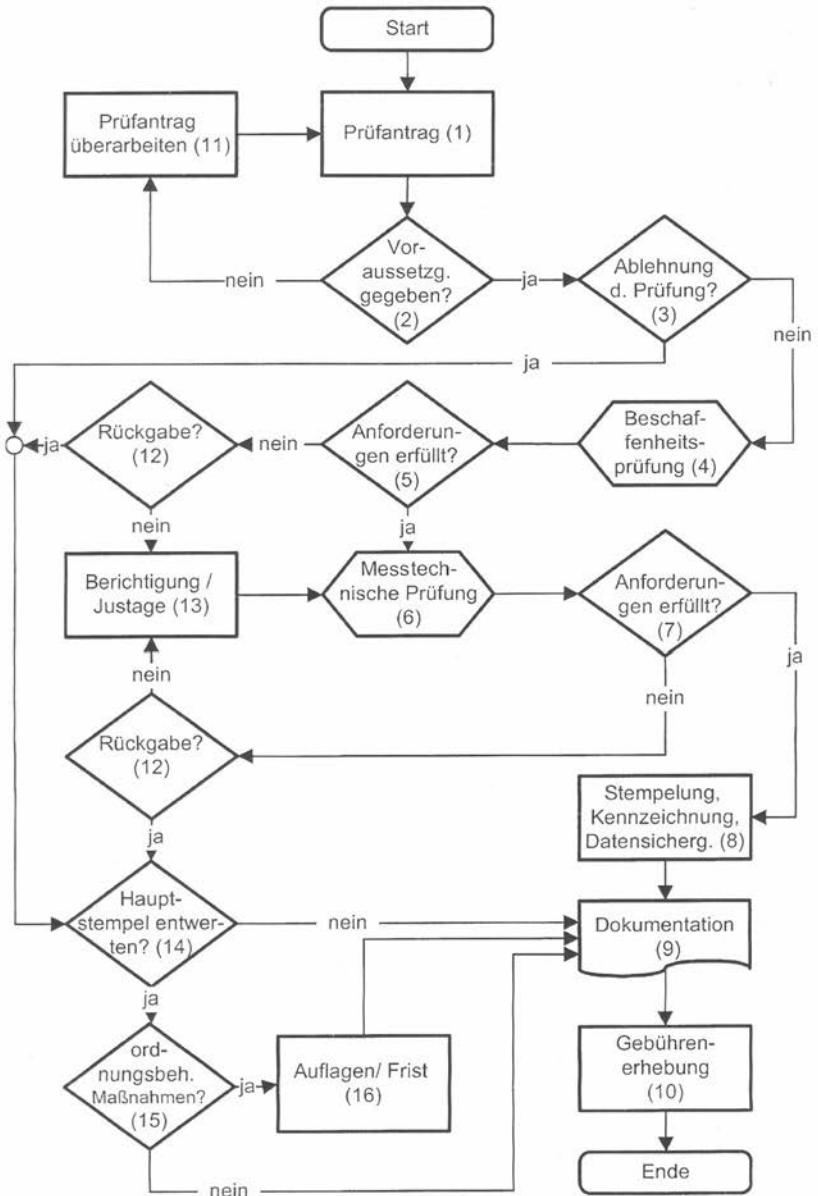 Start
Prüfantrag
überarbeiten (11)
Prüfantrag (1)
Vor-
aussetzg.
gegeben?
(2)
nein
ja
Ablehnung
d. Prüfung?
(3)
nein
ja
Rückgabe?
(12)
ja
nein
Anforderun-
gen erfüllt?
(5)
Beschaf-
fenheits-
prüfung (4)
nein
ja
Berichtigung /
Justage (13)
Messtech-
nische Prüfung
(6)
Anforderun-
gen erfüllt?
(7)
ja
nein
nein
Rückgabe?
(12)
ja
Stempelung,
Kennzeichnung,
Datensicherg. (8)
Haupt-
stempel entwer-
ten? (14)
nein
Dokumentation
(9)
ja
ord-
nungsbeh.
Maßnahmen?
(15)
ja
Auflagen/ Frist
(16)
Gebühren-
erhebung
(10)
nein
Ende